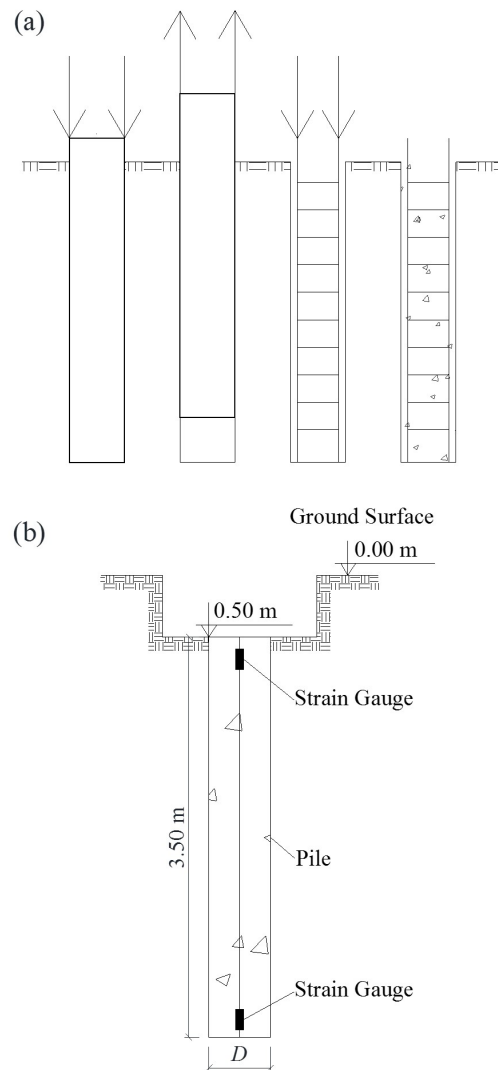 (a)
(b)
Ground Surface
0.00 m
0.50 m
Strain Gauge
3.50 m
Pile
Strain Gauge
D